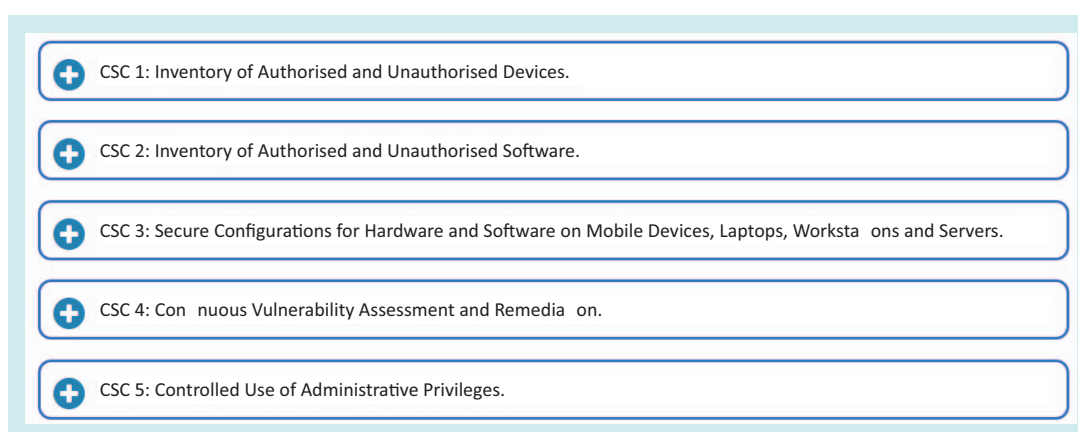 CSC 1: Inventory of Authorised and Unauthorised Devices.
CSC 2: Inventory of Authorised and Unauthorised Software.
CSC 3: Secure Configurations for Hardware and Software on Mobile Devices, Laptops, Worksta ons and Servers.
CSC 4: Con nuous Vulnerability Assessment and Remedia on.
CSC 5: Controlled Use of Administrative Privileges.